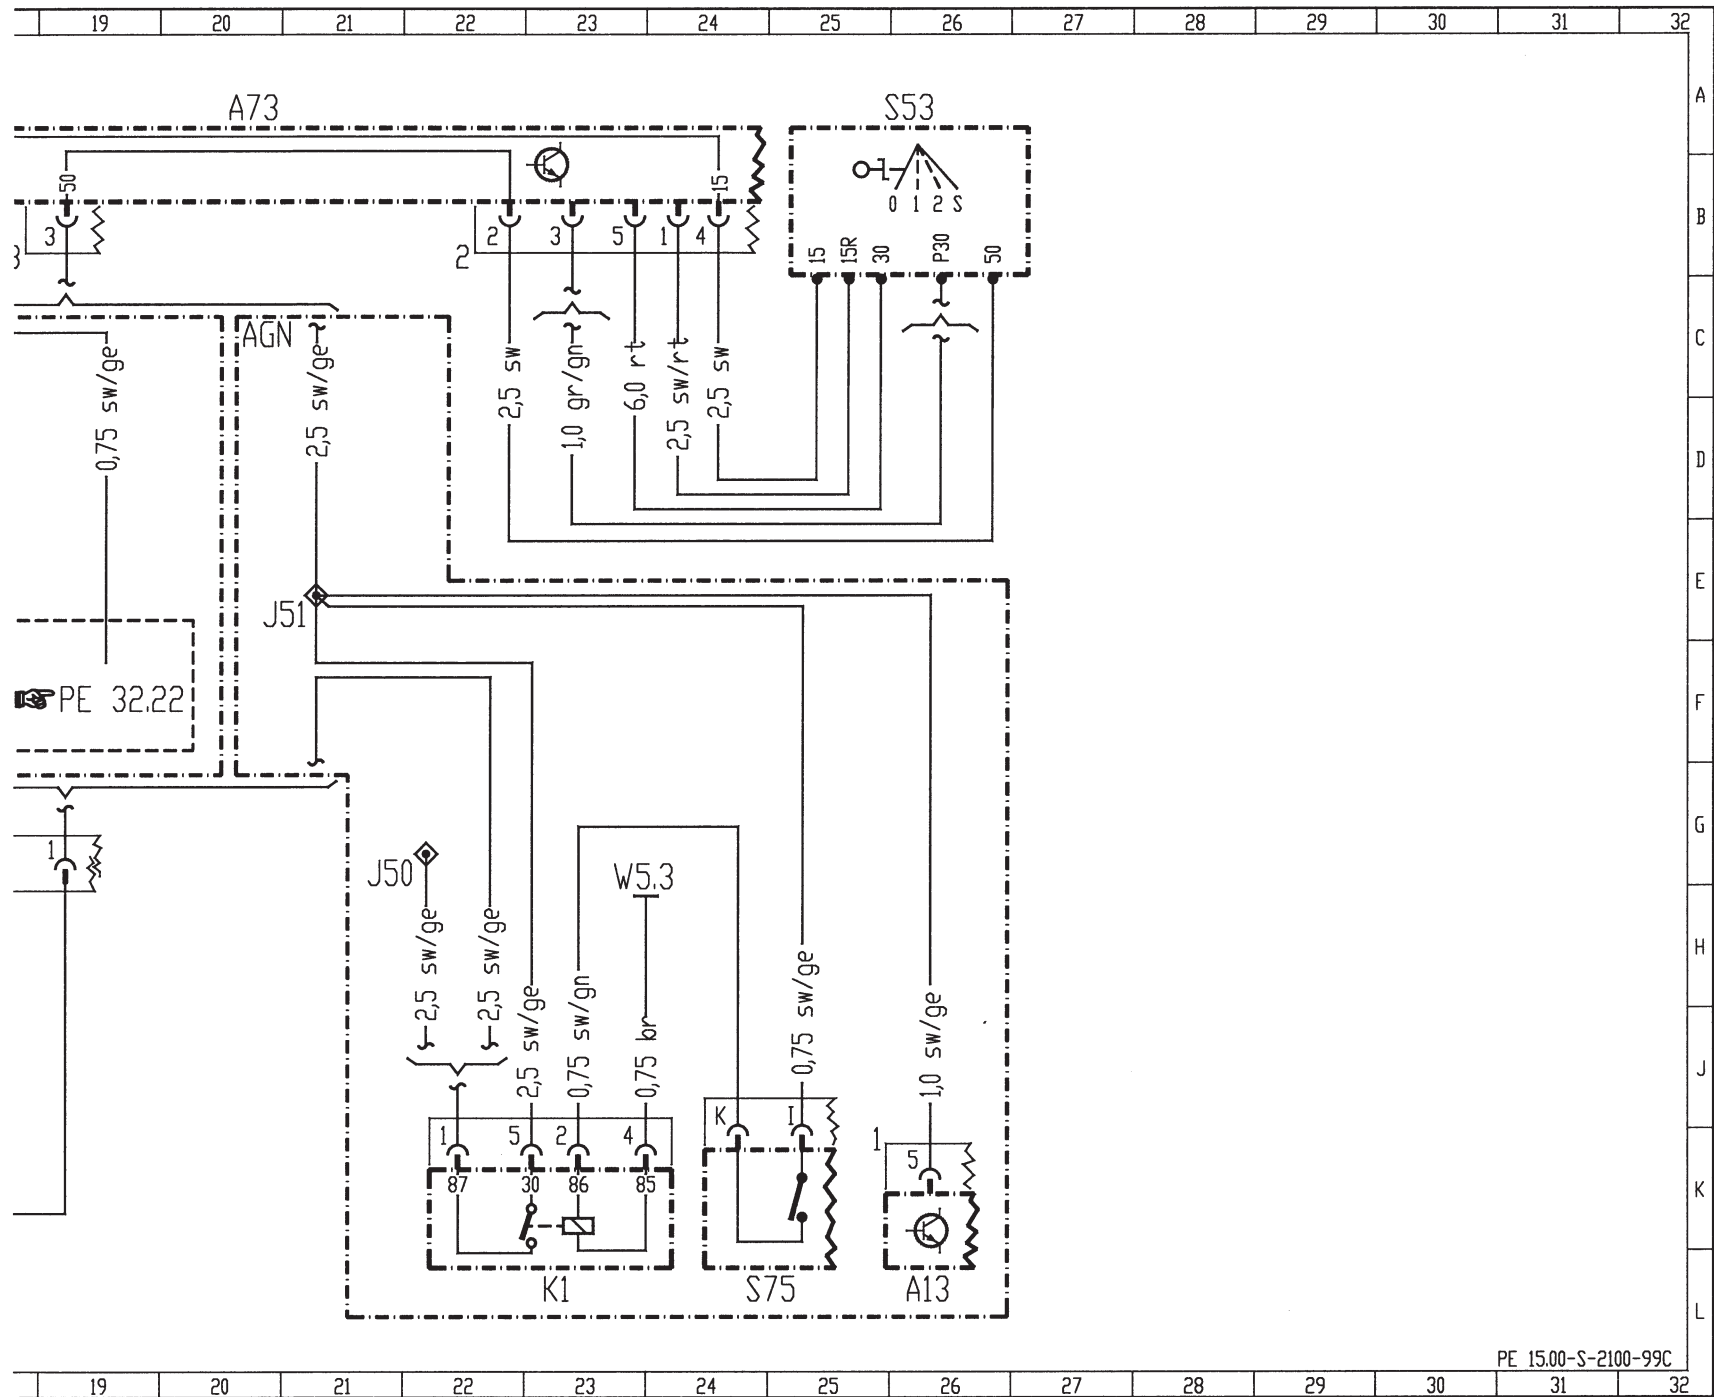 19 20 21 22 23 24 25 26 27 28 29 30 31 32
A
A73 S53
50 15
0 1 2 S
B
3 2 3 5 1 4
2
15 15R 30 P30 50
AGN
C
0,75 sw/ge
2,5 sw/ge
2,5 sw
1,0 gr/gn
6,0 rt
2,5 sw/rt
2,5 sw
D
E
J51
PE 32.22
F
G
1
J50
W5.3
H
2,5 sw/ge
2,5 sw/ge
2,5 sw/ge
0,75 sw/gn
0,75 br
0,75 sw/ge
1,0 sw/ge
J
K I
1 5 2 4
1
5
87 30 86 85
K
K1 S75 A13
L
PE 15.00-S-2100-99C
19 20 21 22 23 24 25 26 27 28 29 30 31 32